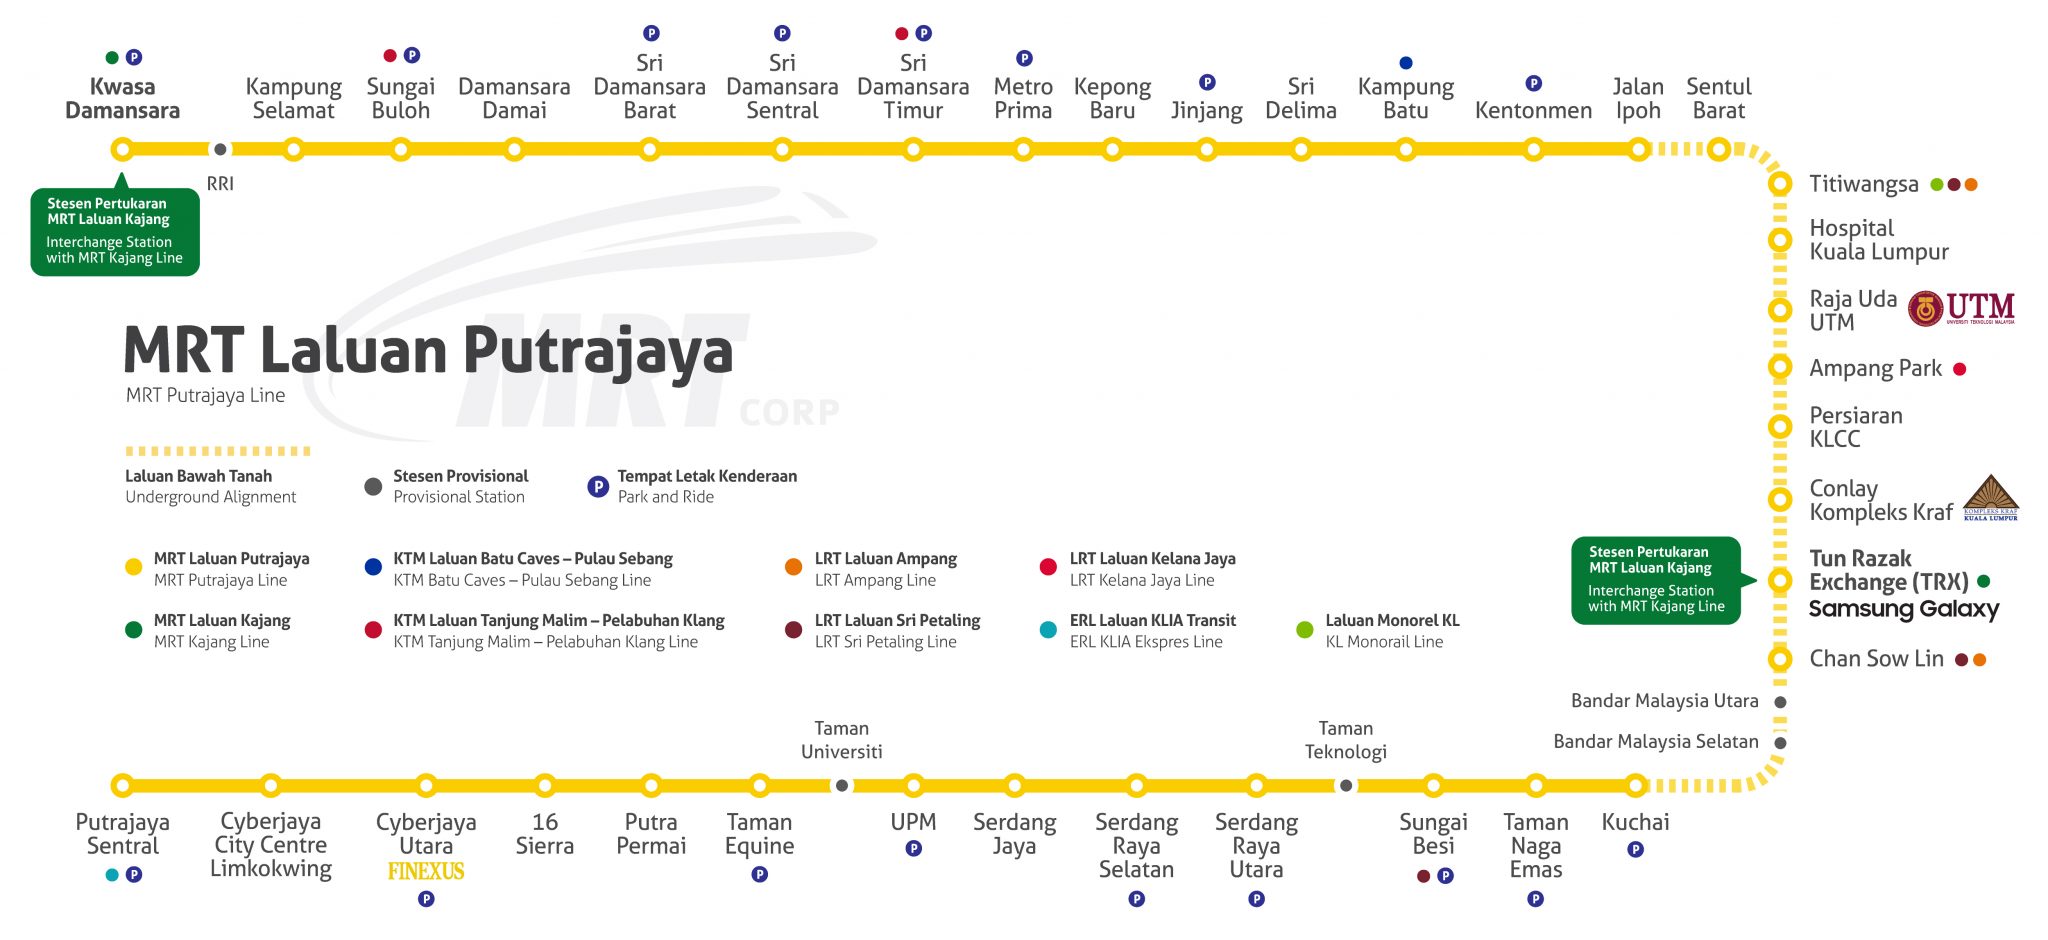 P
Kwasa
Damansara
RRI
Kampung
Selamat
P
Sungai
Buloh
Damansara
Damai
P
Sri
Damansara
Barat
P
Sri
Damansara
Sentral
P
Sri
Damansara
Timur
P
Metro
Prima
Kepong
Baru
P
Jinjang
Sri
Delima
Kampung
Batu
P
Kentonmen
Jalan
Ipoh
Sentul
Barat
Stesen Pertukaran
MRT Laluan Kajang
Interchange Station
with MRT Kajang Line
Titiwangsa
Hospital
Kuala Lumpur
Raja Uda
UTM
UTM
UNIVERSITI TEKNOLOGI MALAYSIA
Ampang Park
Persiaran
KLCC
Conlay
Kompleks Kraf
KOMPLEKS KRAF
KUALA LUMPUR
Stesen Pertukaran
MRT Laluan Kajang
Interchange Station
with MRT Kajang Line
Tun Razak
Exchange (TRX)
Samsung Galaxy
Chan Sow Lin
Bandar Malaysia Utara
Bandar Malaysia Selatan
MRT Laluan Putrajaya
MRT Putrajaya Line
MRT
CORP
Laluan Bawah Tanah
Underground Alignment
Stesen Provisional
Provisional Station
P
Tempat Letak Kenderaan
Park and Ride
MRT Laluan Putrajaya
MRT Putrajaya Line
KTM Laluan Batu Caves – Pulau Sebang
KTM Batu Caves – Pulau Sebang Line
LRT Laluan Ampang
LRT Ampang Line
LRT Laluan Kelana Jaya
LRT Kelana Jaya Line
MRT Laluan Kajang
MRT Kajang Line
KTM Laluan Tanjung Malim – Pelabuhan Klang
KTM Tanjung Malim – Pelabuhan Klang Line
LRT Laluan Sri Petaling
LRT Sri Petaling Line
ERL Laluan KLIA Transit
ERL KLIA Ekspres Line
Laluan Monorel KL
KL Monorail Line
Taman
Universiti
Taman
Teknologi
Putrajaya
Sentral
P
Cyberjaya
City Centre
Limkokwing
Cyberjaya
Utara
FINEXUS
P
16
Sierra
Putra
Permai
Taman
Equine
P
UPM
P
Serdang
Jaya
Serdang
Raya
Selatan
P
Serdang
Raya
Utara
P
Sungai
Besi
P
Taman
Naga
Emas
P
Kuchai
P